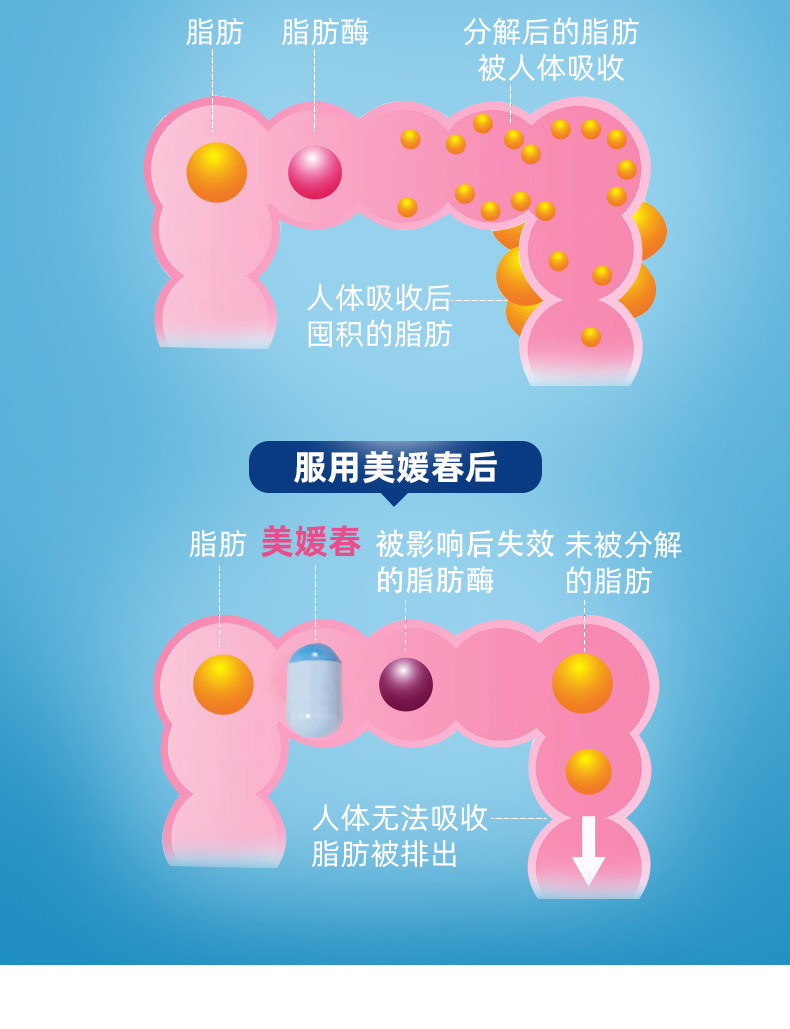 脂肪
脂肪酶
分解后的脂肪
被人体吸收
人体吸收后
囤积的脂肪
服用美媛春后
脂肪
美媛春
被影响后失效
的脂肪酶
未被分解
的脂肪
人体无法吸收
脂肪被排出